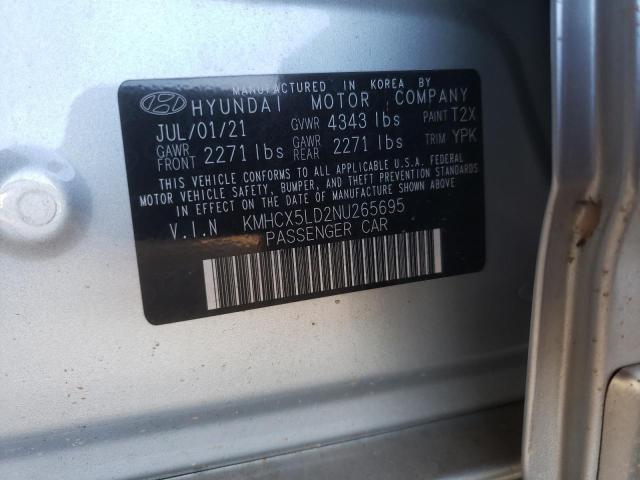 MANUFACTURED IN KOREA BY
HYUNDAI MOTOR COMPANY
JUL/01/21 GVWR 4343 lbs PAINT T2X
GAWR FRONT 2271 lbs GAWR REAR 2271 lbs TRIM YPK
THIS VEHICLE CONFORMS TO ALL APPLICABLE U.S.A. FEDERAL
MOTOR VEHICLE SAFETY, BUMPER, AND THEFT PREVENTION STANDARDS
IN EFFECT ON THE DATE OF MANUFACTURE SHOWN ABOVE.
V.I.N KMHCX5LD2NU265695
PASSENGER CAR